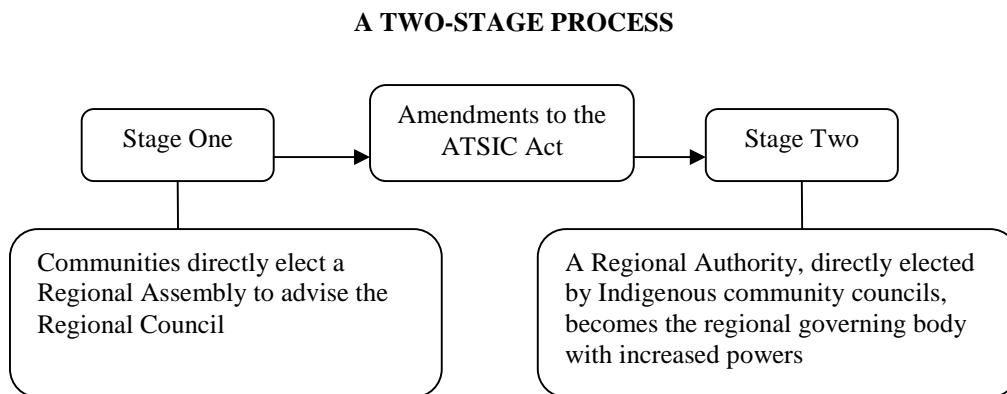 A TWO-STAGE PROCESS
Stage One
Amendments to the
ATSIC Act
Stage Two
Communities directly elect a
Regional Assembly to advise the
Regional Council
A Regional Authority, directly elected
by Indigenous community councils,
becomes the regional governing body
with increased powers